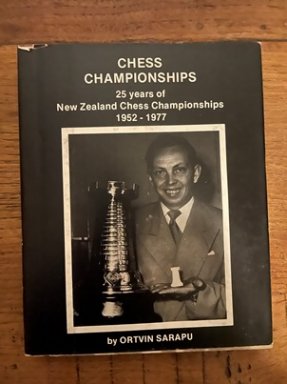 CHESS
CHAMPIONSHIPS
25 years of
New Zealand Chess Championships
1952 - 1977
by ORTVIN SARAPU